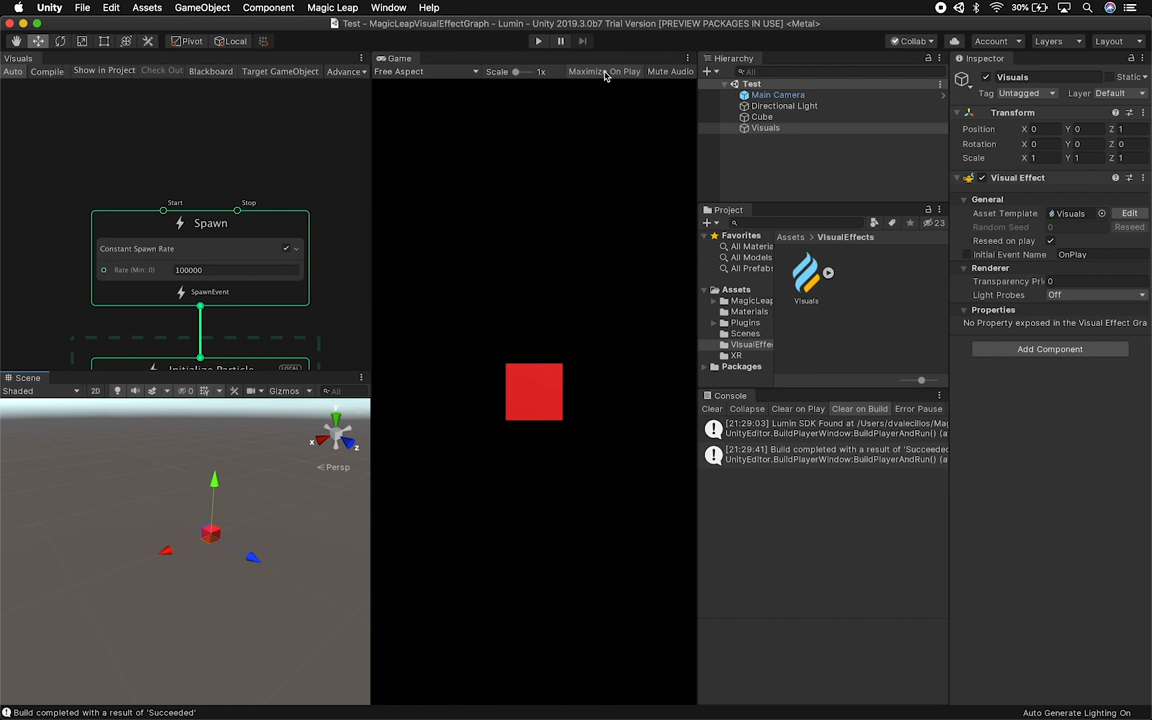 Unity File Edit Assets GameObject Component Magic Leap Window Help 30%
Test - MagicLeapVisualEffectGraph - Lumin - Unity 2019.3.0b7 Trial Version [PREVIEW PACKAGES IN USE] <Metal>
Pivot Local Collab Account Layers Layout
Visuals
Auto Compile Show in Project Check Out Blackboard Target GameObject Advance
Start Stop
Spawn
Constant Spawn Rate
Rate (Min: 0) 100000
SpawnEvent
Initialize Particle LOCAL
Scene
Shaded 2D 0 Gizmos All
y
x
z
Persp
Game
Free Aspect Scale 1x Maximize On Play Mute Audio
Hierarchy
All
Test
Main Camera
Directional Light
Cube
Visuals
Project
23
Favorites
All Materia
All Models
All Prefabs
Assets
MagicLeap
Materials
Plugins
Scenes
VisualEffec
XR
Packages
Assets > VisualEffects
Visuals
Console
Clear Collapse Clear on Play Clear on Build Error Pause
[21:29:03] Lumin SDK Found at /Users/dvalecillos/Mag
UnityEditor.BuildPlayerWindow:BuildPlayerAndRun() (a
[21:29:41] Build completed with a result of 'Succeeded
UnityEditor.BuildPlayerWindow:BuildPlayerAndRun() (a
Inspector
Visuals Static
Tag Untagged Layer Default
Transform
Position X 0 Y 0 Z 1
Rotation X 0 Y 0 Z 0
Scale X 1 Y 1 Z 1
Visual Effect
General
Asset Template Visuals Edit
Random Seed 0 Reseed
Reseed on play
Initial Event Name OnPlay
Renderer
Transparency Pri 0
Light Probes Off
Properties
No Property exposed in the Visual Effect Gra
Add Component
Build completed with a result of 'Succeeded'
Auto Generate Lighting On